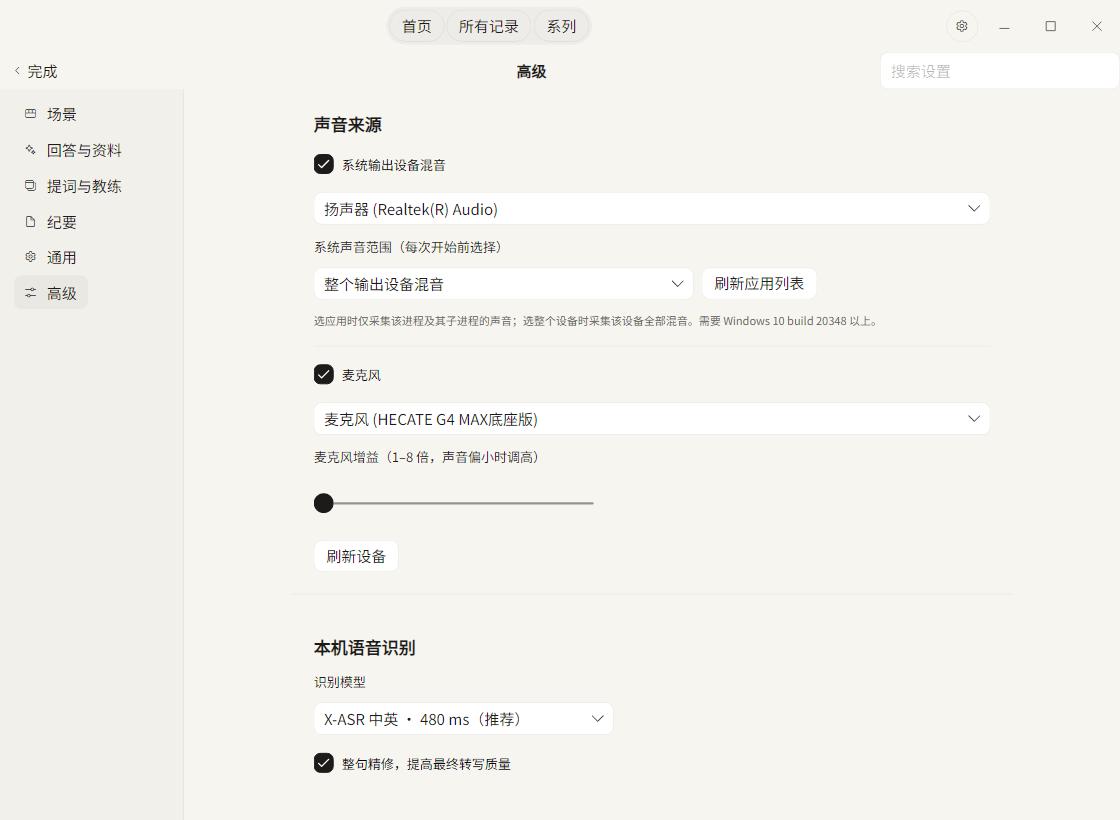 首页 所有记录 系列
完成 高级 搜索设置
场景
回答与资料
提词与教练
纪要
通用
高级
声音来源
系统输出设备混音
扬声器 (Realtek(R) Audio)
系统声音范围（每次开始前选择）
整个输出设备混音 刷新应用列表
选应用时仅采集该进程及其子进程的声音；选整个设备时采集该设备全部混音。需要 Windows 10 build 20348 以上。
麦克风
麦克风 (HECATE G4 MAX底座版)
麦克风增益（1–8 倍，声音偏小时调高）
刷新设备
本机语音识别
识别模型
X-ASR 中英 · 480 ms（推荐）
整句精修，提高最终转写质量